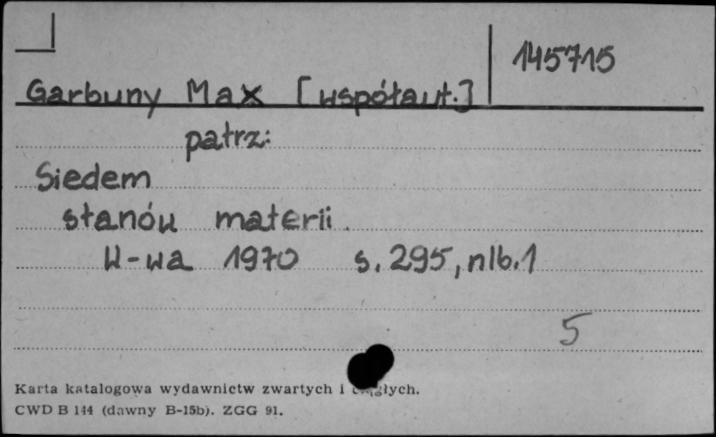 145715
Garbuny Max [współaut.]
patrz:
Siedem
stanów materii.
W-wa 1970 s. 295, nlb. 1
5
Karta katalogowa wydawnictw zwartych i ciągłych.
CWD B 144 (dawny B-15b). ZGG 91.